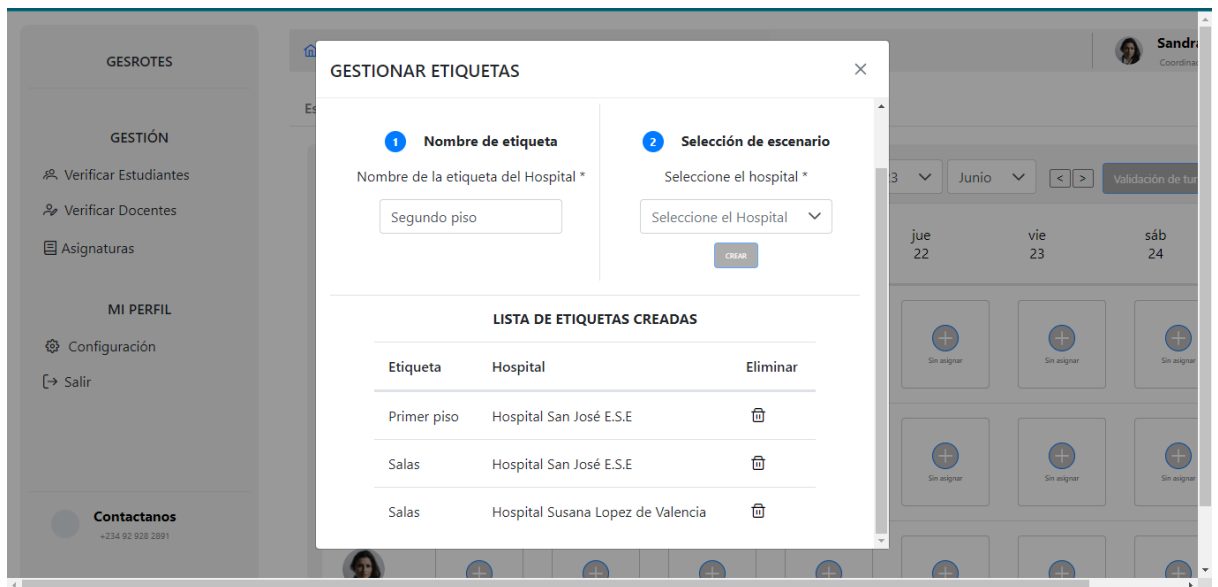 GESROTES
GESTIÓN
Verificar Estudiantes
Verificar Docentes
Asignaturas
MI PERFIL
Configuración
Salir
Contactanos
+234 92 928 2891
GESTIONAR ETIQUETAS
1 Nombre de etiqueta
Nombre de la etiqueta del Hospital *
Segundo piso
2 Selección de escenario
Seleccione el hospital *
Seleccione el Hospital
CREAR
LISTA DE ETIQUETAS CREADAS
Etiqueta Hospital Eliminar
Primer piso Hospital San José E.S.E
Salas Hospital San José E.S.E
Salas Hospital Susana Lopez de Valencia
Junio < > Validación de tur
jue vie sáb
22 23 24
Sin asignar Sin asignar Sin asignar
Sin asignar Sin asignar Sin asignar